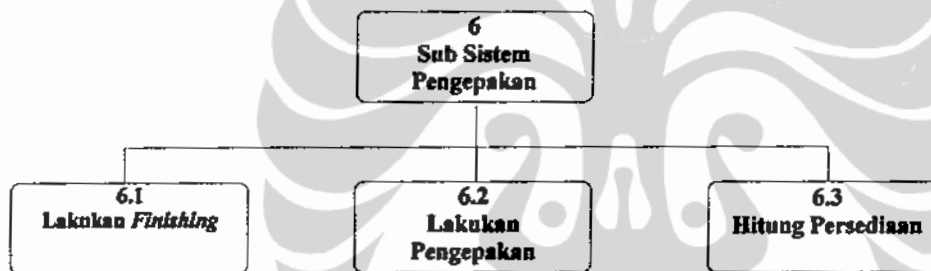 6
Sub Sistem
Pengepakan
6.1
Lakukan Finishing
6.2
Lakukan
Pengepakan
6.3
Hitung Persediaan